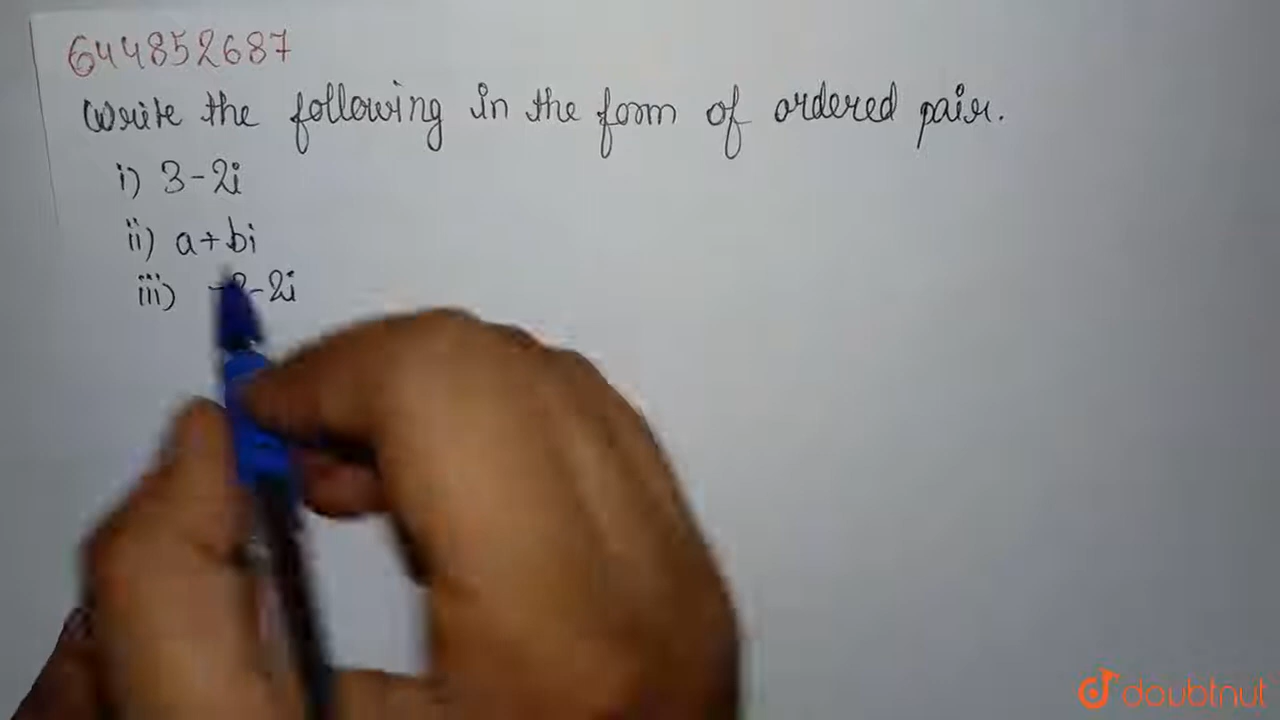 644852687
Write the following in the form of ordered pair.
i) 3-2i
ii) a+bi
iii) -2i
doubtnut